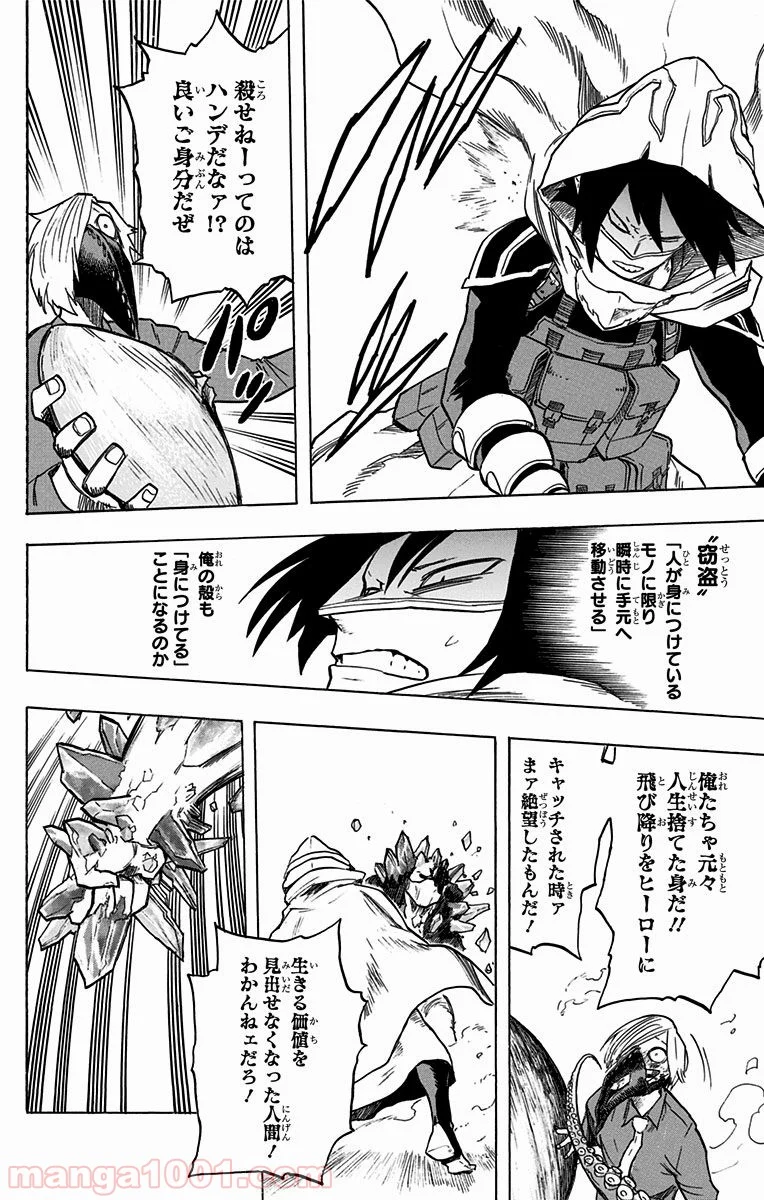 殺せねーってのは
ハンデだなァ!?
良いご身分だぜ
パパ
〝窃盗〟
「人が身につけている
モノに限り
瞬時に手元へ
移動させる」
俺の殻も
「身につけてる」
ことになるのか
俺たちゃ元々
人生捨てた身だ!!
飛び降りをヒーローに
キャッチされた時ァ
まァ絶望したもんだ!
生きる価値を
見出せなくなった人間!
わかんねェだろ!
manga1001.com